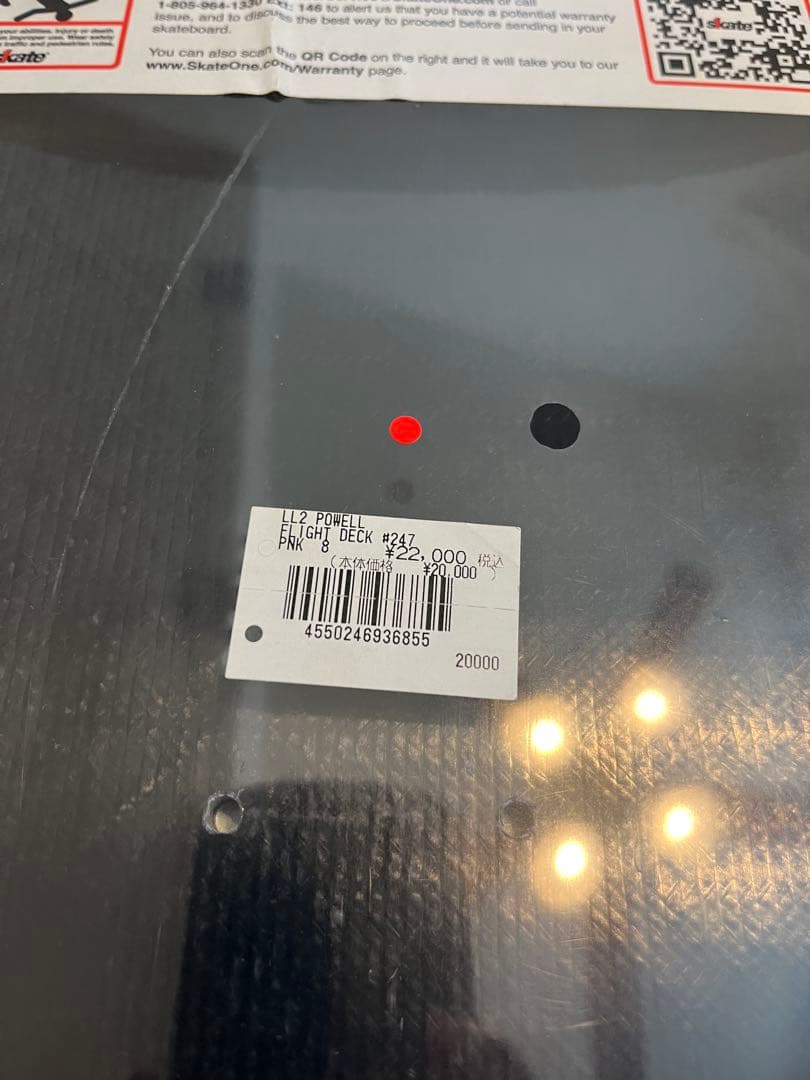 1-805-964-1330 Ext: 146 to alert us that you have a potential warranty
issue, and to discuss the best way to proceed before sending in your
skateboard.
You can also scan the QR Code on the right and it will take you to our
www.SkateOne.com/Warranty page.
skate
LL2 POWELL
FLIGHT DECK #247
PNK 8 ¥22,000 税込
(本体価格 ¥20,000 )
4550246936855
20000